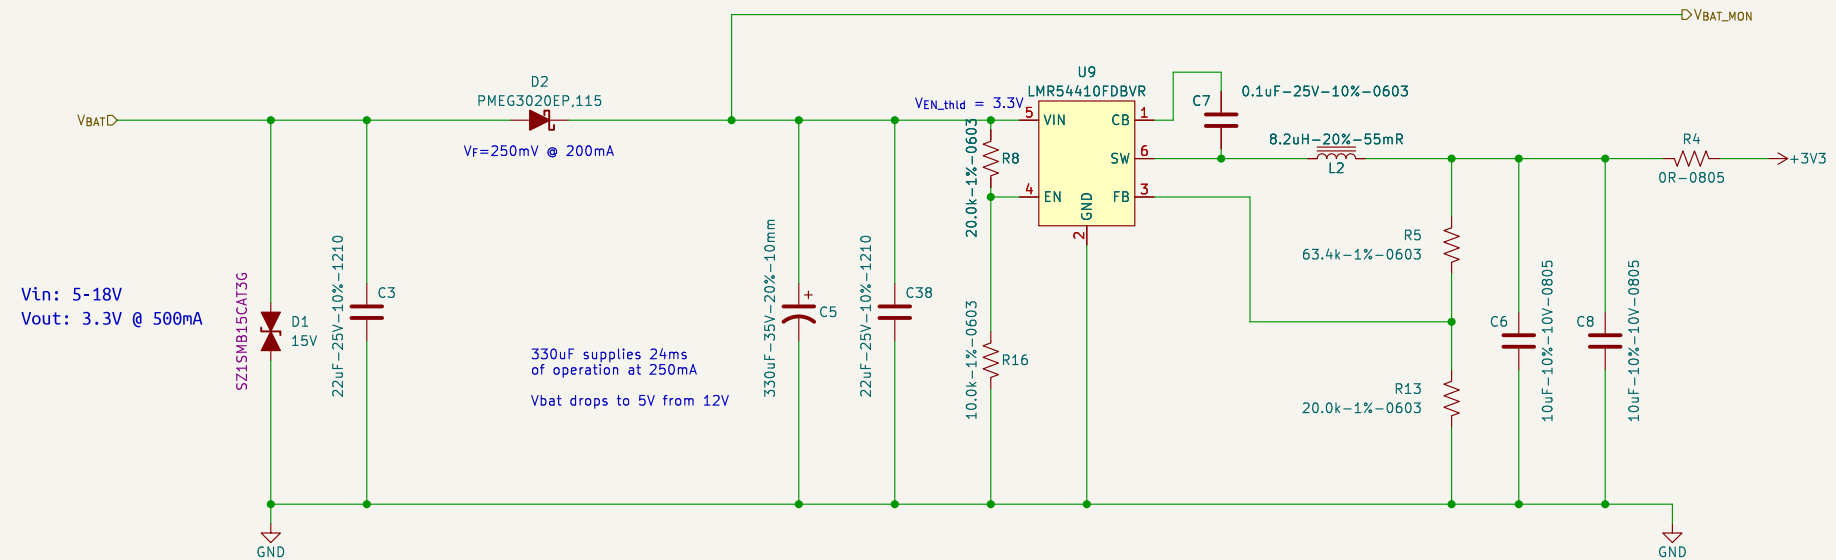 VBAT_MON
D2
PMEG3020EP,115
VBAT
VF=250mV @ 200mA
VEN_thld = 3.3V
U9
LMR54410FDBVR
5
VIN
CB
1
SW
6
4
EN
FB
3
GND
2
C7
0.1uF-25V-10%-0603
8.2uH-20%-55mR
L2
R4
0R-0805
+3V3
R8
20.0k-1%-0603
R5
63.4k-1%-0603
Vin: 5-18V
Vout: 3.3V @ 500mA
SZ1SMB15CAT3G
D1
15V
22uF-25V-10%-1210
C3
330uF supplies 24ms
of operation at 250mA
Vbat drops to 5V from 12V
330uF-35V-20%-10mm
+
C5
22uF-25V-10%-1210
C38
10.0k-1%-0603
R16
R13
20.0k-1%-0603
C6
10uF-10%-10V-0805
C8
10uF-10%-10V-0805
GND
GND